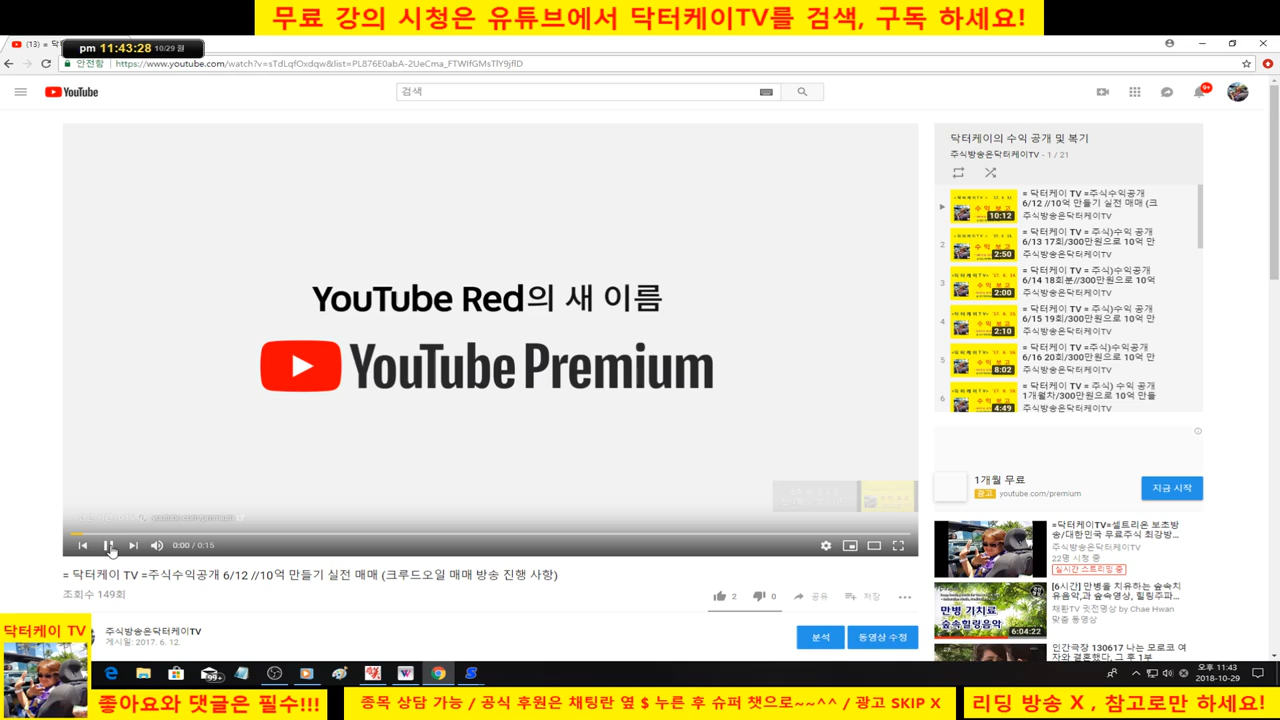 무료 강의 시청은 유튜브에서 닥터케이TV를 검색, 구독 하세요!
(13) = 닥
pm 11:43:28 10/29 월
안전함 https://www.youtube.com/watch?v=sTdLqfOxdqw&list=PL876E0abA-2UeCma_FTWIfGMsTlY9jflD
YouTube
검색
9+
YouTube Red의 새 이름
YouTube Premium
youtube.com/premium
0:00 / 0:15
= 닥터케이 TV =주식수익공개 6/12 //10억 만들기 실전 매매 (크루드오일 매매 방송 진행 사항)
조회수 149회
2
0
공유
저장
주식방송은닥터케이TV
게시일: 2017. 6. 12.
분석
동영상 수정
닥터케이의 수익 공개 및 복기
주식방송은닥터케이TV - 1 / 21
수 익 보 고
10:12
= 닥터케이 TV =주식수익공개
6/12 //10억 만들기 실전 매매 (크
주식방송은닥터케이TV
2
2:50
= 닥터케이 TV = 주식)수익 공개
6/13 17회/300만원으로 10억 만
주식방송은닥터케이TV
3
2:00
= 닥터케이 TV = 주식)수익공개
6/14 18회분//300만원으로 10억
주식방송은닥터케이TV
4
2:10
= 닥터케이 TV = 주식)수익공개
6/15 19회/300만원으로 10억 만
주식방송은닥터케이TV
5
8:02
= 닥터케이 TV = 주식)수익공개
6/16 20회/300만원으로 10억 만
주식방송은닥터케이TV
6
4:49
= 닥터케이 TV = 주식) 수익 공개
1개월차/300만원으로 10억 만들
주식방송은닥터케이TV
1개월 무료
광고 youtube.com/premium
지금 시작
=닥터케이TV=셀트리온 보초방
송/대한민국 무료주식 최강방...
주식방송은닥터케이TV
22명 시청 중
실시간 스트리밍 중
만병 기치료
숲속힐링음악
6:04:22
[6시간] 만병을 치유하는 숲속치
유음악,과 숲속영상, 힐링주파...
채환TV 귓전명상 by Chae Hwan
맞춤 동영상
인간극장 130617 나는 모로코 여
자와 결혼했다. 그 후 1부
닥터케이 TV
99+
오후 11:43
2018-10-29
좋아요와 댓글은 필수!!!
종목 상담 가능 / 공식 후원은 채팅란 옆 $ 누른 후 슈퍼 챗으로~~^^ / 광고 SKIP X
리딩 방송 X , 참고로만 하세요!